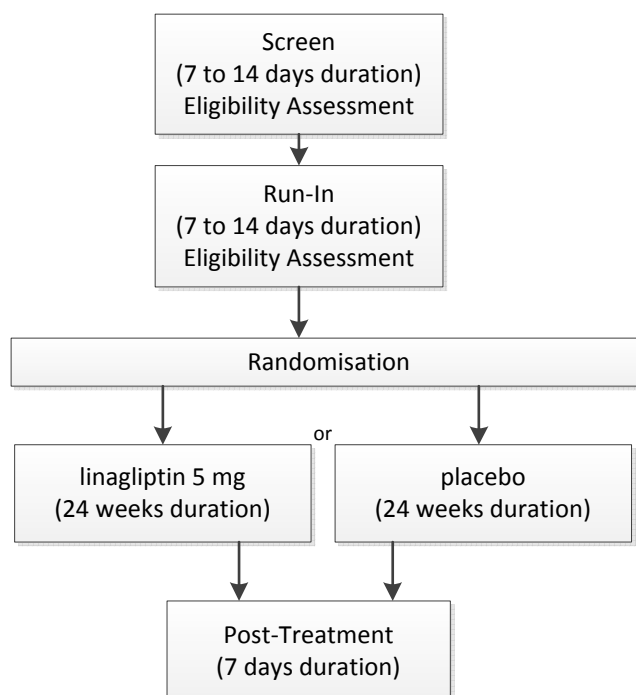 Screen
(7 to 14 days duration)
Eligibility Assessment
Run-In
(7 to 14 days duration)
Eligibility Assessment
Randomisation
or
linagliptin 5 mg
(24 weeks duration)
placebo
(24 weeks duration)
Post-Treatment
(7 days duration)